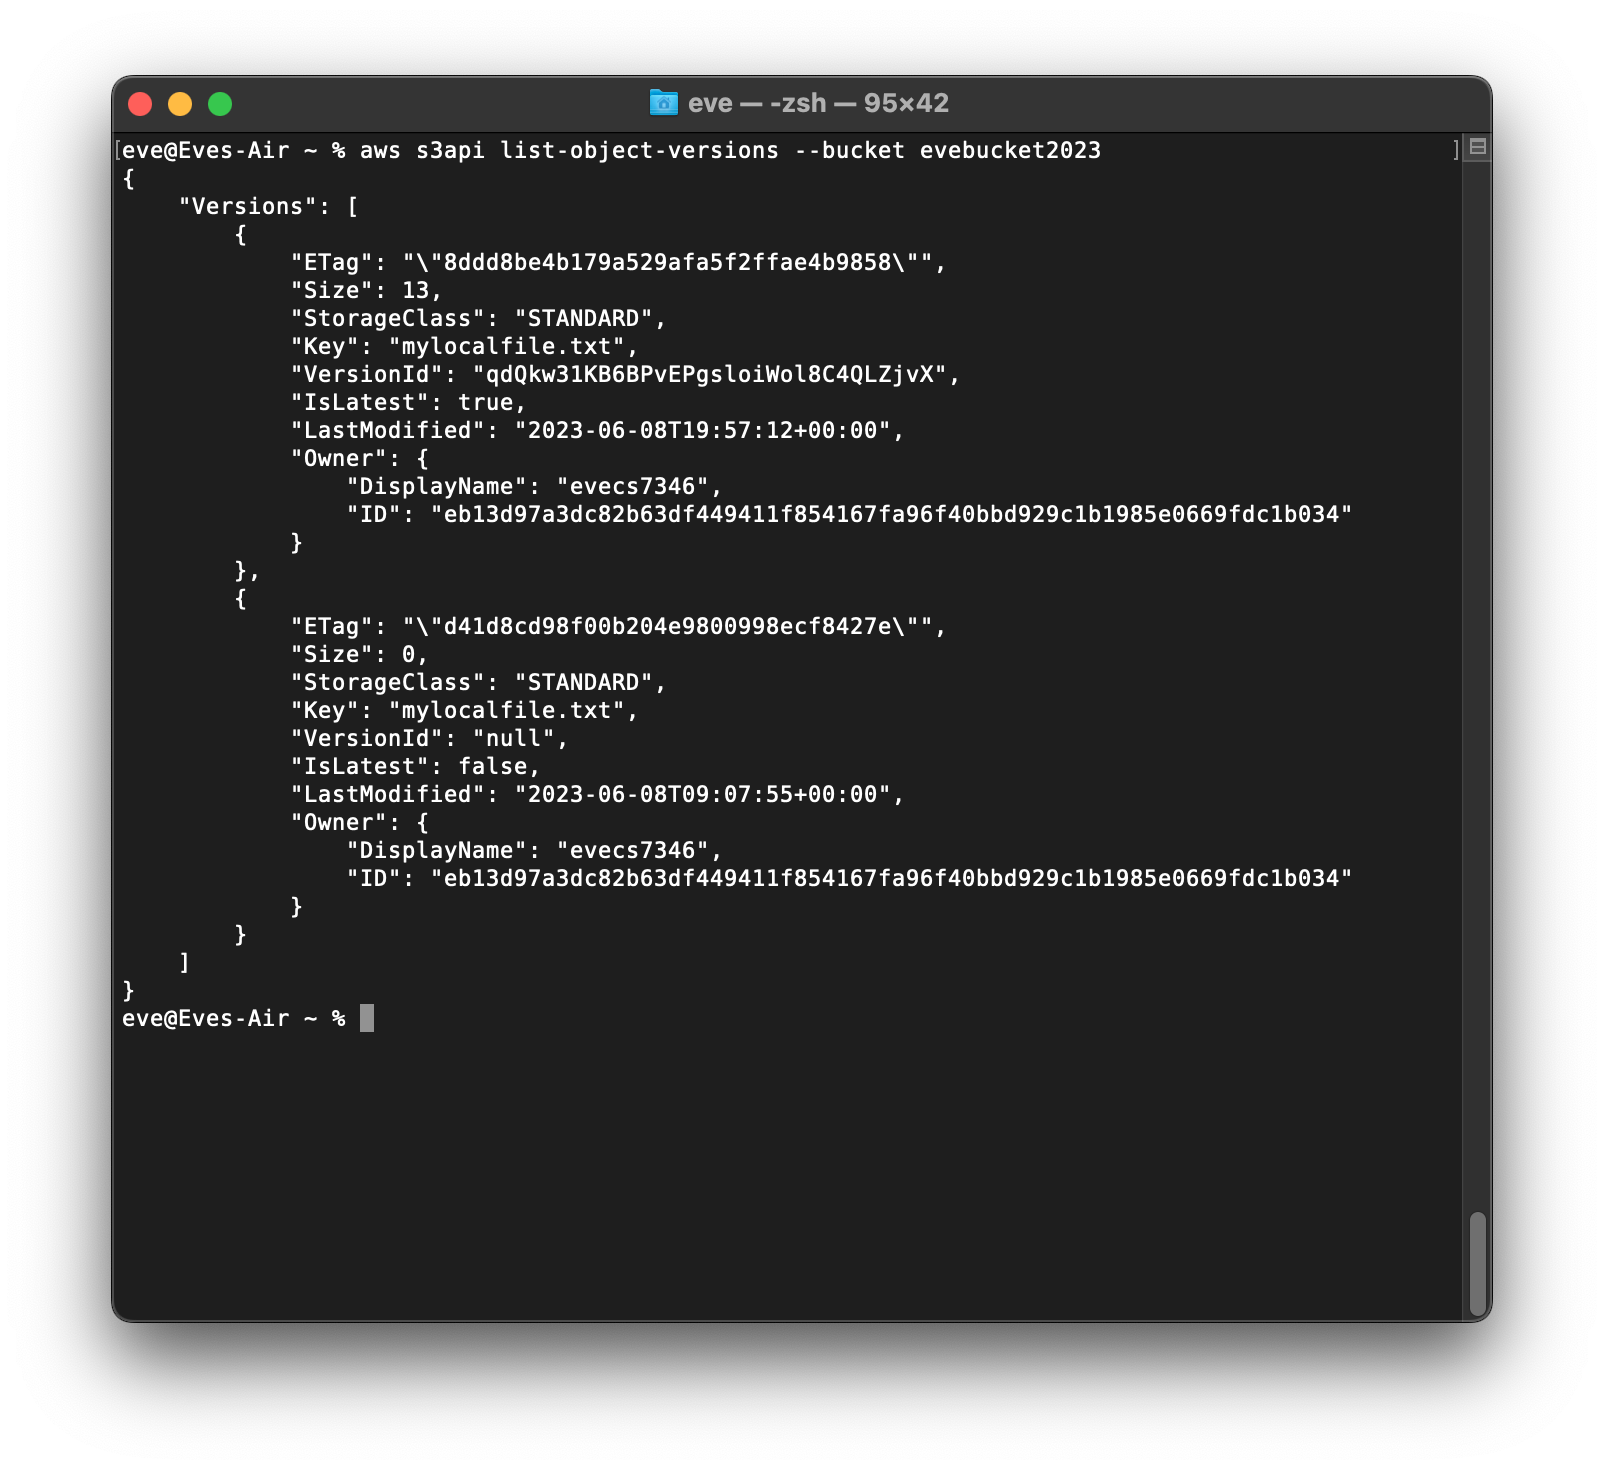 eve — -zsh — 95×42
eve@Eves-Air ~ % aws s3api list-object-versions --bucket evebucket2023
{
    "Versions": [
        {
            "ETag": "\"8ddd8be4b179a529afa5f2ffae4b9858\"",
            "Size": 13,
            "StorageClass": "STANDARD",
            "Key": "mylocalfile.txt",
            "VersionId": "qdQkw31KB6BPvEPgsloiWol8C4QLZjvX",
            "IsLatest": true,
            "LastModified": "2023-06-08T19:57:12+00:00",
            "Owner": {
                "DisplayName": "evecs7346",
                "ID": "eb13d97a3dc82b63df449411f854167fa96f40bbd929c1b1985e0669fdc1b034"
            }
        },
        {
            "ETag": "\"d41d8cd98f00b204e9800998ecf8427e\"",
            "Size": 0,
            "StorageClass": "STANDARD",
            "Key": "mylocalfile.txt",
            "VersionId": "null",
            "IsLatest": false,
            "LastModified": "2023-06-08T09:07:55+00:00",
            "Owner": {
                "DisplayName": "evecs7346",
                "ID": "eb13d97a3dc82b63df449411f854167fa96f40bbd929c1b1985e0669fdc1b034"
            }
        }
    ]
}
eve@Eves-Air ~ %